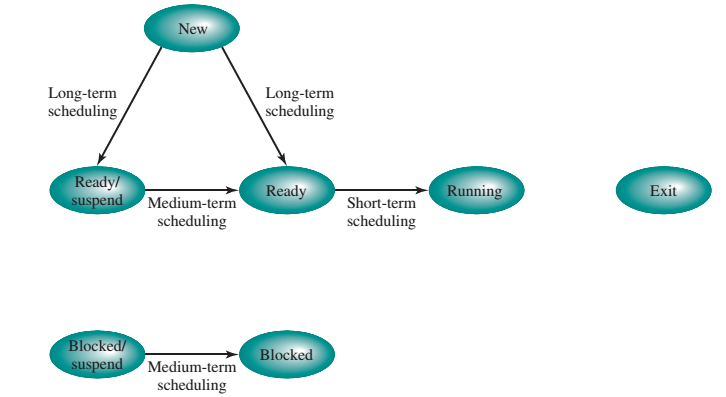 New
Long-term
scheduling
Long-term
scheduling
Ready/
suspend
Medium-term
scheduling
Ready
Short-term
scheduling
Running
Exit
Blocked/
suspend
Medium-term
scheduling
Blocked